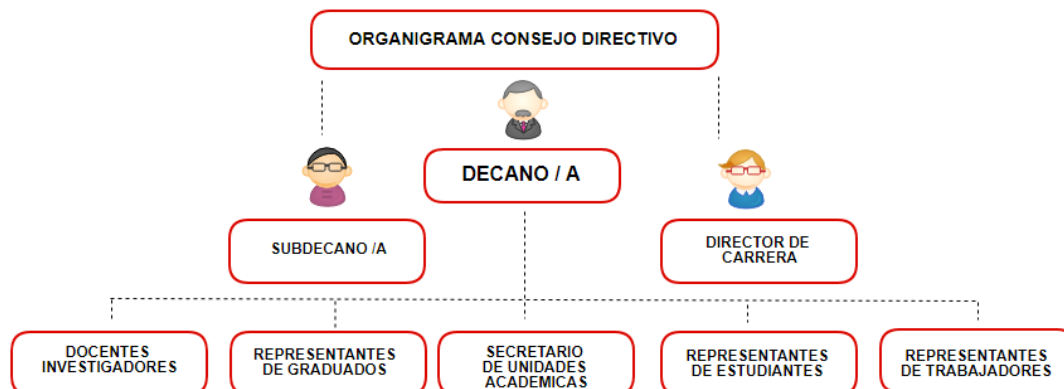 ORGANIGRAMA CONSEJO DIRECTIVO
DECANO / A
SUBDECANO /A
DIRECTOR DE
CARRERA
DOCENTES
INVESTIGADORES
REPRESENTANTES
DE GRADUADOS
SECRETARIO
DE UNIDADES
ACADEMICAS
REPRESENTANTES
DE ESTUDIANTES
REPRESENTANTES
DE TRABAJADORES